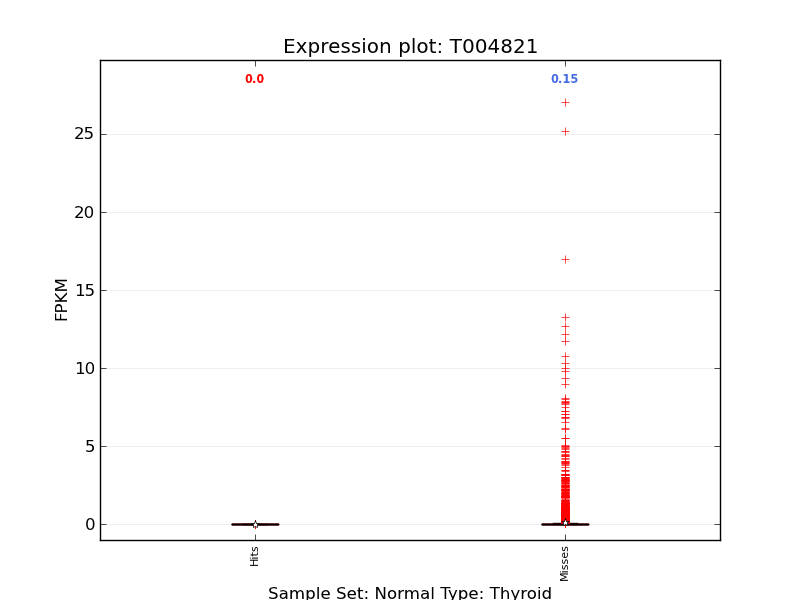 Expression plot: T004821
0.0
0.15
25
20
15
10
5
0
FPKM
Hits
Misses
Sample Set: Normal Type: Thyroid